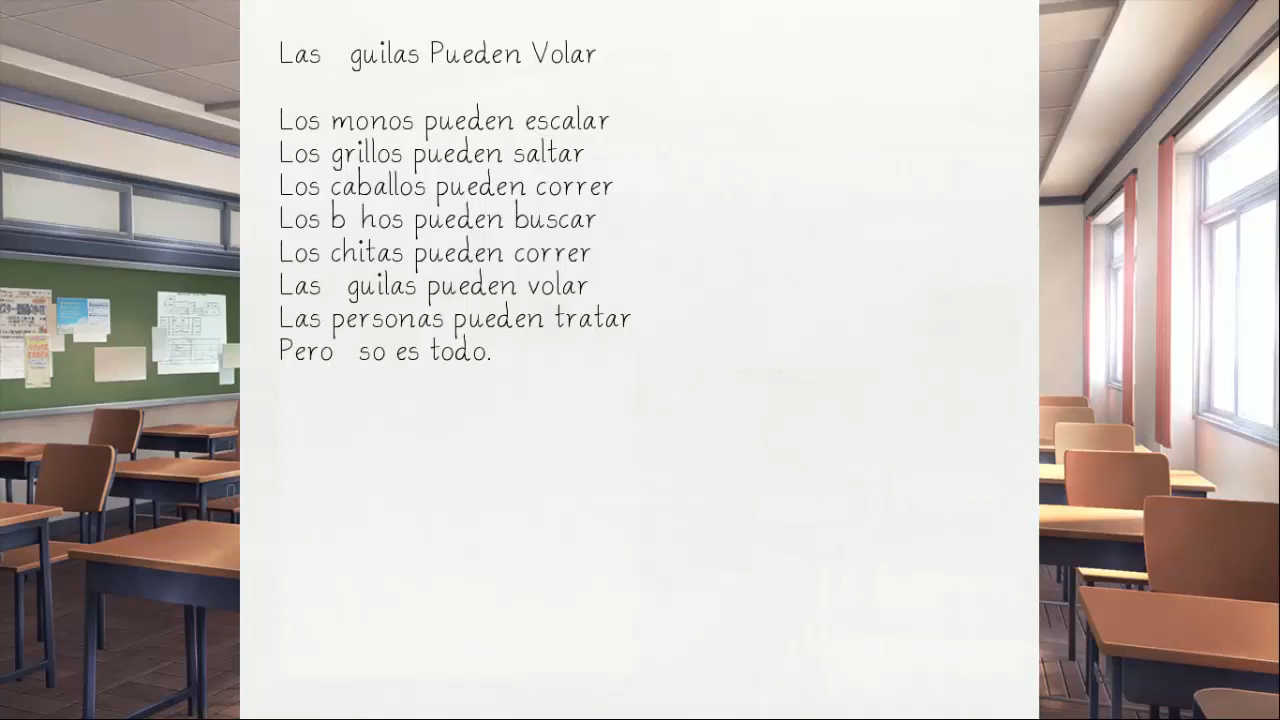 Las guilas Pueden Volar
Los monos pueden escalar
Los grillos pueden saltar
Los caballos pueden correr
Los b hos pueden buscar
Los chitas pueden correr
Las guilas pueden volar
Las personas pueden tratar
Pero so es todo.